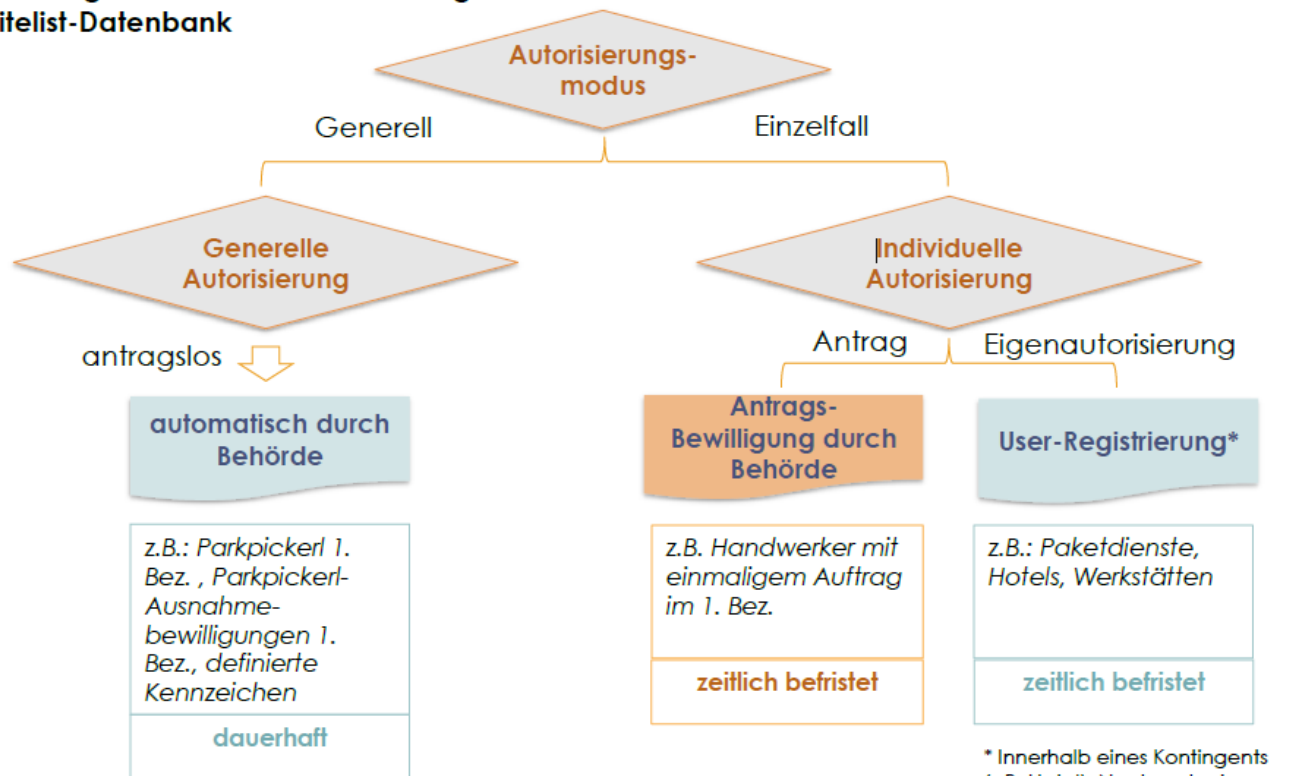 itelist-Datenbank
Autorisierungs-
modus
Generell
Einzelfall
Generelle
Autorisierung
Individuelle
Autorisierung
antragslos
Antrag
Eigenautorisierung
automatisch durch
Behörde
Antrags-
Bewilligung durch
Behörde
User-Registrierung*
z.B.: Parkpickerl 1.
Bez. , Parkpickerl-
Ausnahme-
bewilligungen 1.
Bez., definierte
Kennzeichen
dauerhaft
z.B. Handwerker mit
einmaligem Auftrag
im 1. Bez.
zeitlich befristet
z.B.: Paketdienste,
Hotels, Werkstätten
zeitlich befristet
* Innerhalb eines Kontingents